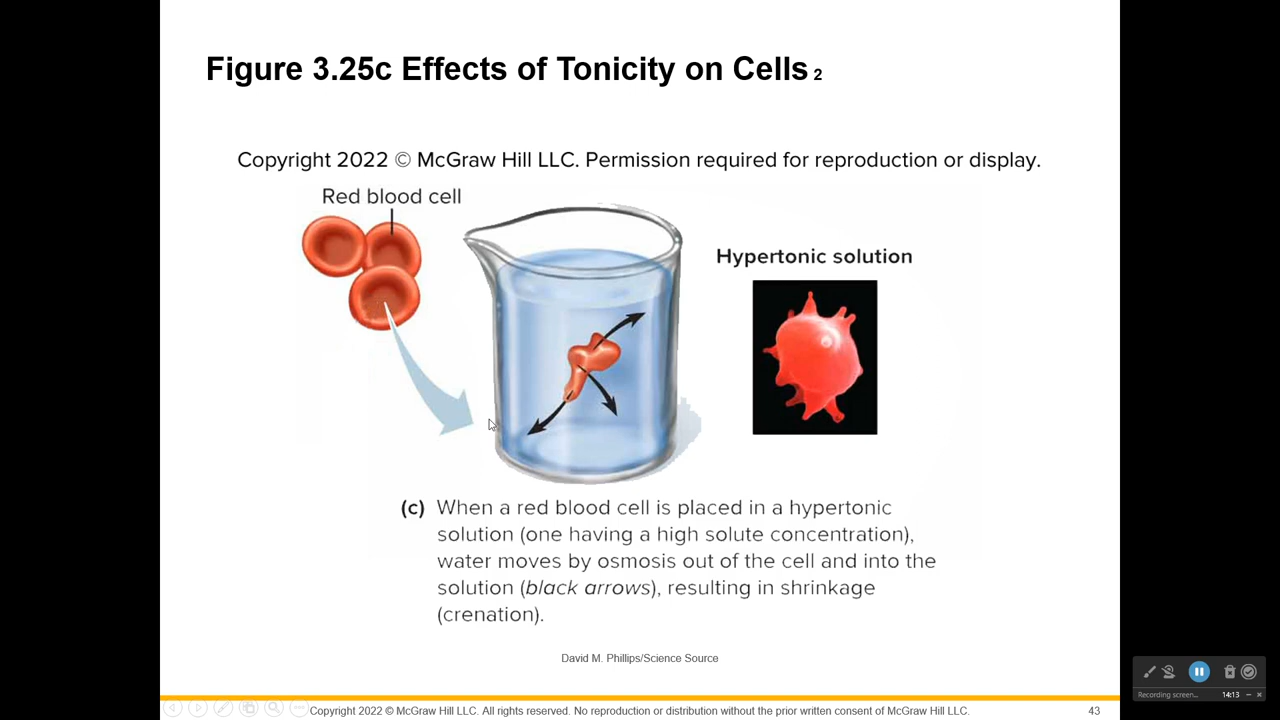 Figure 3.25c Effects of Tonicity on Cells 2
Copyright 2022 © McGraw Hill LLC. Permission required for reproduction or display.
Red blood cell
Hypertonic solution
(c) When a red blood cell is placed in a hypertonic
solution (one having a high solute concentration),
water moves by osmosis out of the cell and into the
solution (black arrows), resulting in shrinkage
(crenation).
David M. Phillips/Science Source
Recording screen... 14:13
Copyright 2022 © McGraw Hill LLC. All rights reserved. No reproduction or distribution without the prior written consent of McGraw Hill LLC. 43